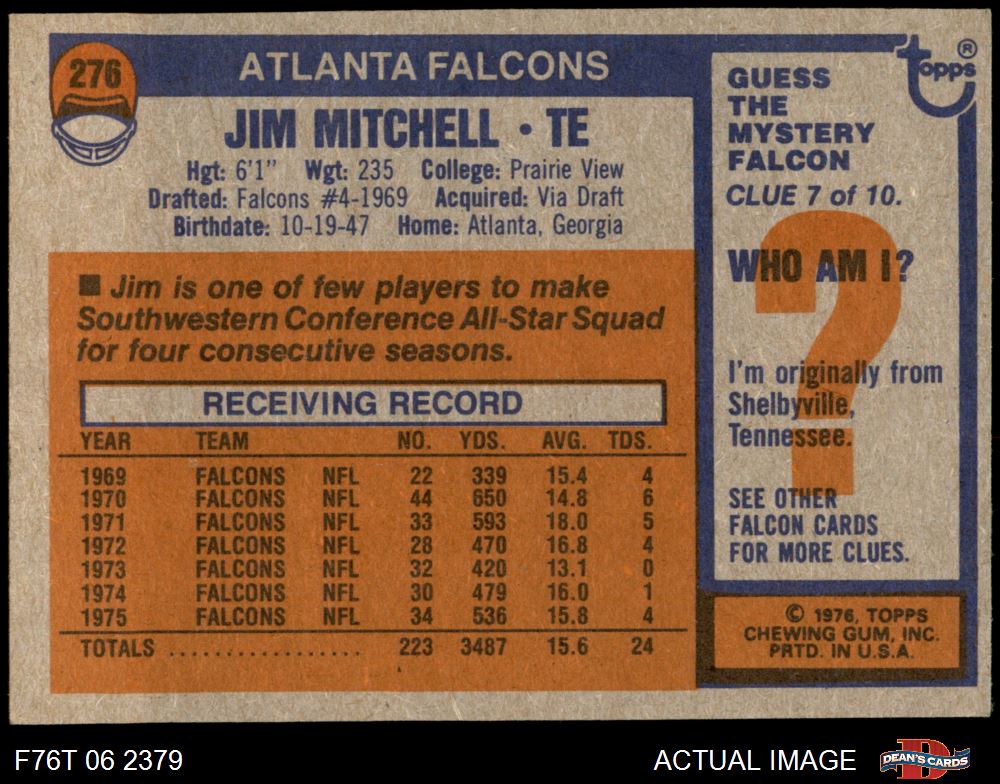 276
ATLANTA FALCONS
JIM MITCHELL • TE
Hgt: 6'1" Wgt: 235 College: Prairie View
Drafted: Falcons #4-1969 Acquired: Via Draft
Birthdate: 10-19-47 Home: Atlanta, Georgia
■ Jim is one of few players to make
Southwestern Conference All-Star Squad
for four consecutive seasons.
RECEIVING RECORD
YEAR TEAM NO. YDS. AVG. TDS.
1969 FALCONS NFL 22 339 15.4 4
1970 FALCONS NFL 44 650 14.8 6
1971 FALCONS NFL 33 593 18.0 5
1972 FALCONS NFL 28 470 16.8 4
1973 FALCONS NFL 32 420 13.1 0
1974 FALCONS NFL 30 479 16.0 1
1975 FALCONS NFL 34 536 15.8 4
TOTALS ................. 223 3487 15.6 24
Topps ®
GUESS
THE
MYSTERY
FALCON
CLUE 7 of 10.
WHO AM I?
?
I'm originally from
Shelbyville,
Tennessee.
SEE OTHER
FALCON CARDS
FOR MORE CLUES.
© 1976, TOPPS
CHEWING GUM, INC.
PRTD. IN U.S.A.
F76T 06 2379
ACTUAL IMAGE
D
DEAN'S CARDS